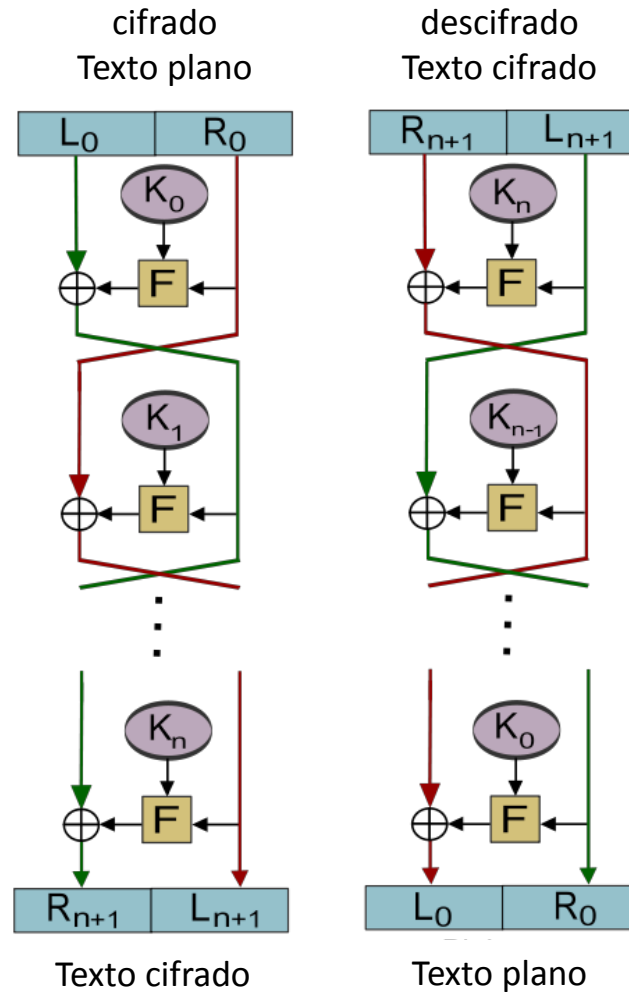 cifrado
Texto plano
L0 R0
K0
F
K1
F
Kn
F
Rn+1 Ln+1
Texto cifrado
descifrado
Texto cifrado
Rn+1 Ln+1
Kn
F
Kn-1
F
K0
F
L0 R0
Texto plano